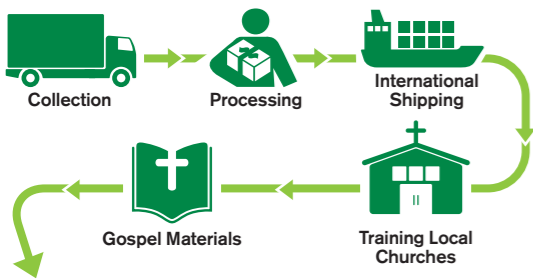 Collection
Processing
International
Shipping
Gospel Materials
Training Local
Churches